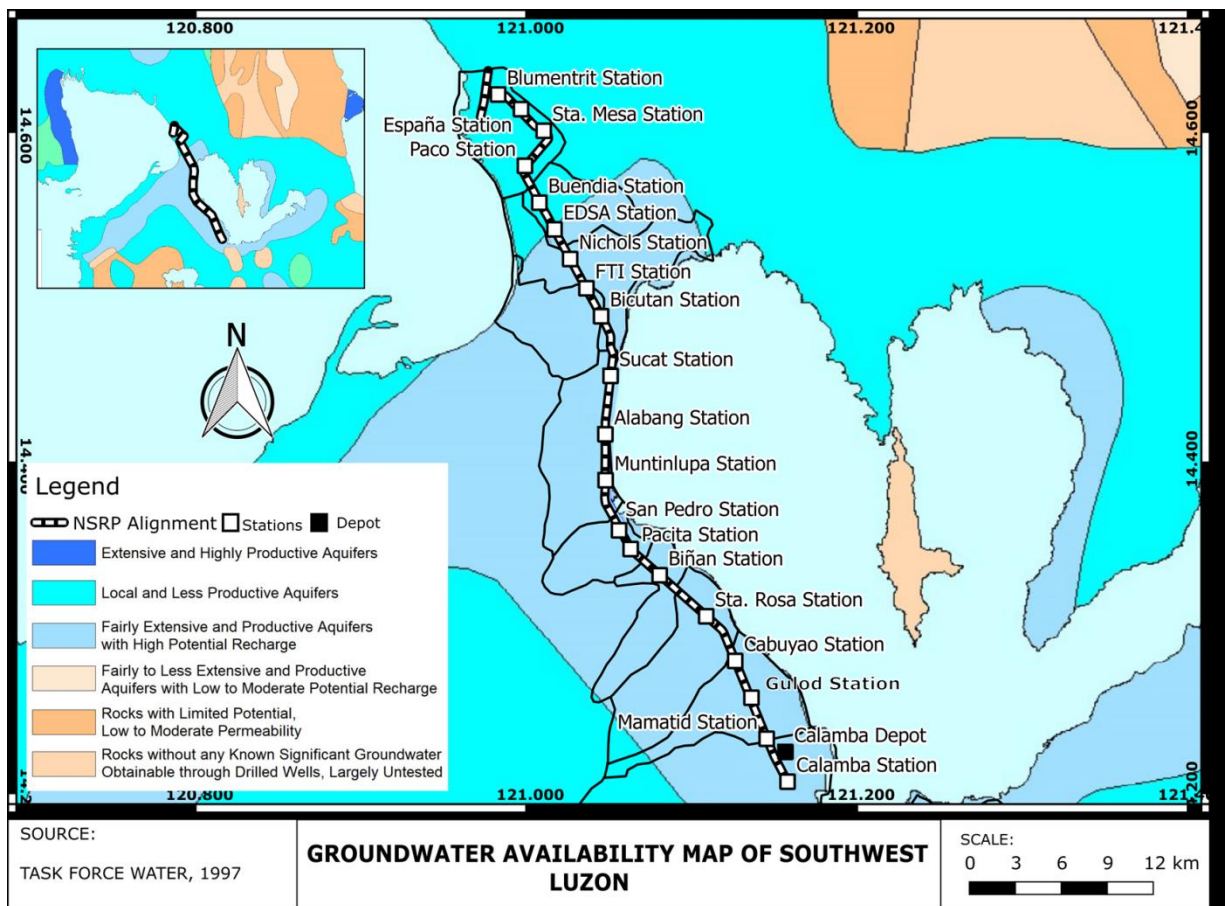 120.800
121.000
121.200
121.4
14.600
14.600
Blumentrit Station
Sta. Mesa Station
España Station
Paco Station
Buendia Station
EDSA Station
Nichols Station
FTI Station
Bicutan Station
Sucat Station
Alabang Station
Muntinlupa Station
San Pedro Station
Pacita Station
Biñan Station
Sta. Rosa Station
Cabuyao Station
Gulod Station
Mamatid Station
Calamba Depot
Calamba Station
N
14.400
14.400
Legend
NSRP Alignment Stations Depot
Extensive and Highly Productive Aquifers
Local and Less Productive Aquifers
Fairly Extensive and Productive Aquifers
with High Potential Recharge
Fairly to Less Extensive and Productive
Aquifers with Low to Moderate Potential Recharge
Rocks with Limited Potential,
Low to Moderate Permeability
Rocks without any Known Significant Groundwater
Obtainable through Drilled Wells, Largely Untested
14.2
14.200
120.800
121.000
121.200
121.4
SOURCE:
TASK FORCE WATER, 1997
GROUNDWATER AVAILABILITY MAP OF SOUTHWEST
LUZON
SCALE:
0 3 6 9 12 km